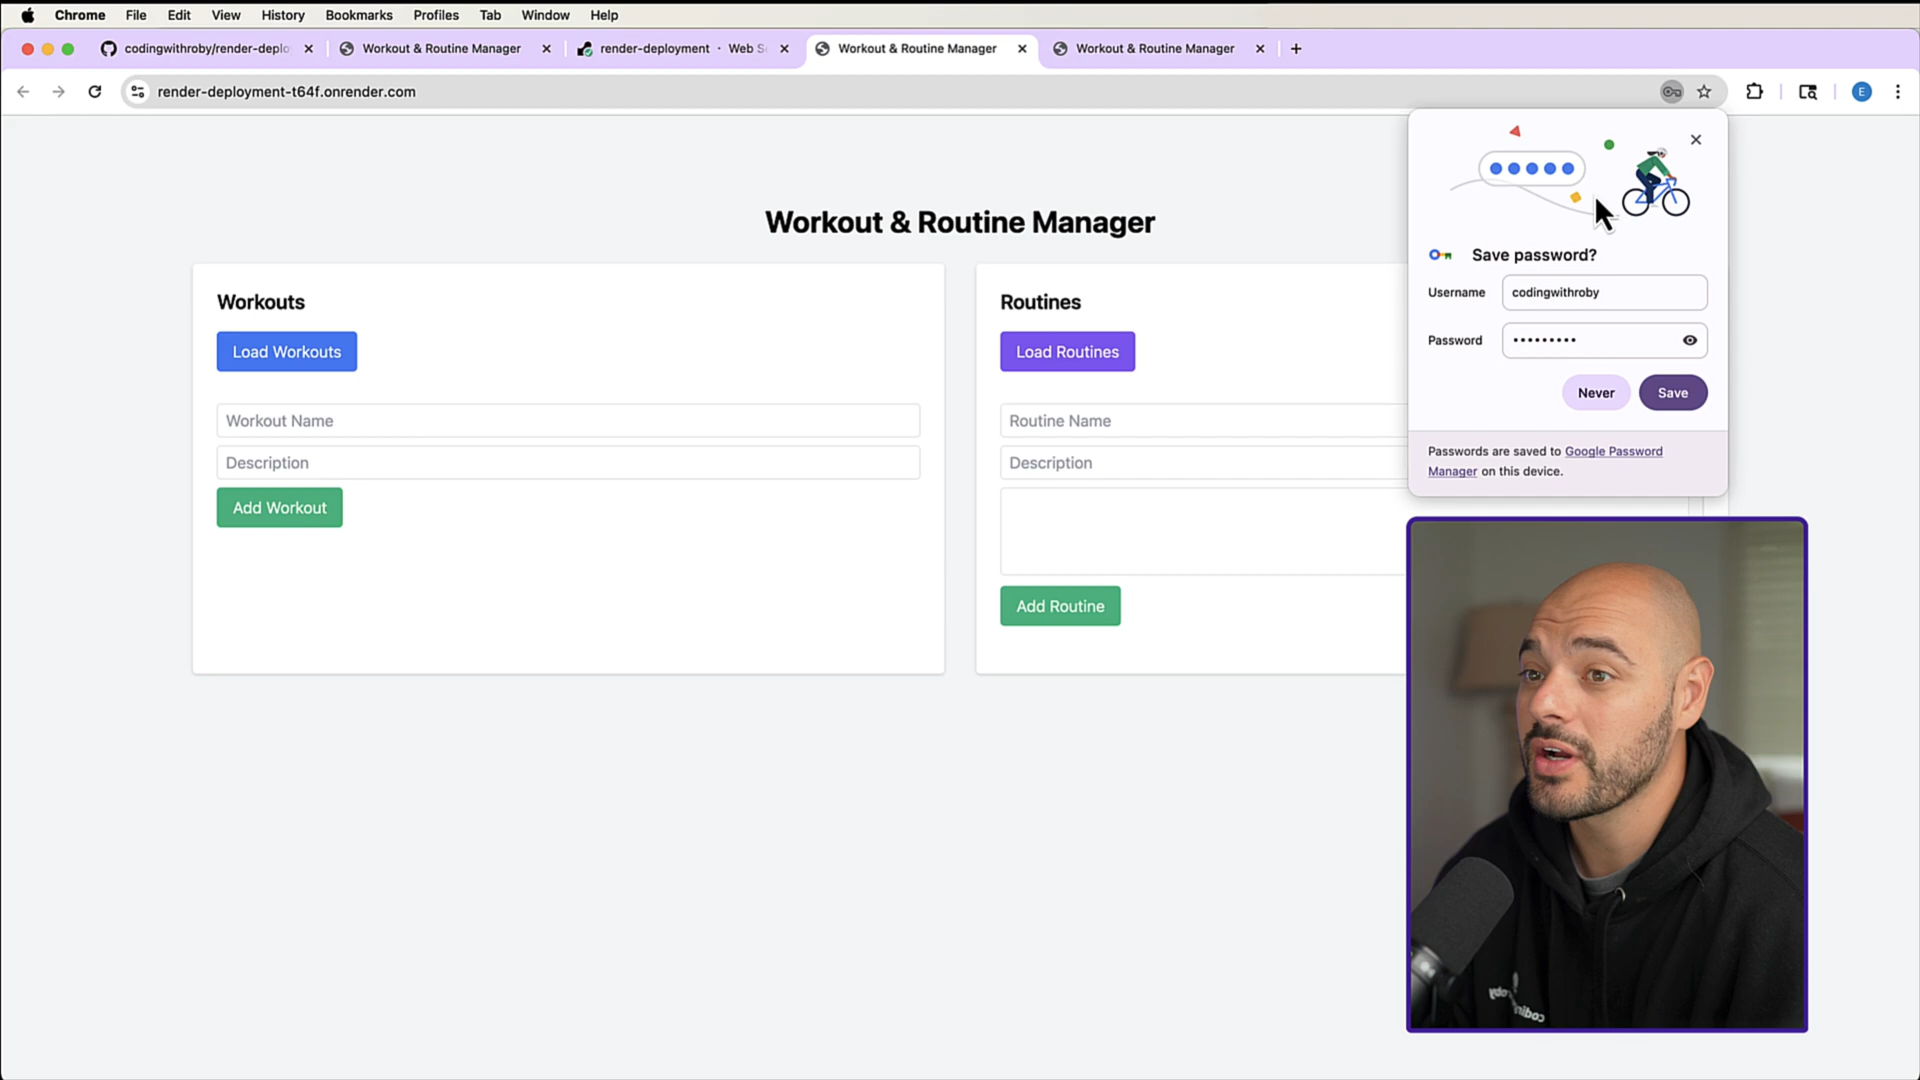 Chrome File Edit View History Bookmarks Profiles Tab Window Help
codingwithroby/render-deplo
Workout & Routine Manager
render-deployment · Web S
Workout & Routine Manager
Workout & Routine Manager
render-deployment-t64f.onrender.com
E
Workout & Routine Manager
Workouts
Load Workouts
Workout Name
Description
Add Workout
Routines
Load Routines
Routine Name
Description
Add Routine
Save password?
Username codingwithroby
Password •••••••••
Never Save
Passwords are saved to Google Password
Manager on this device.